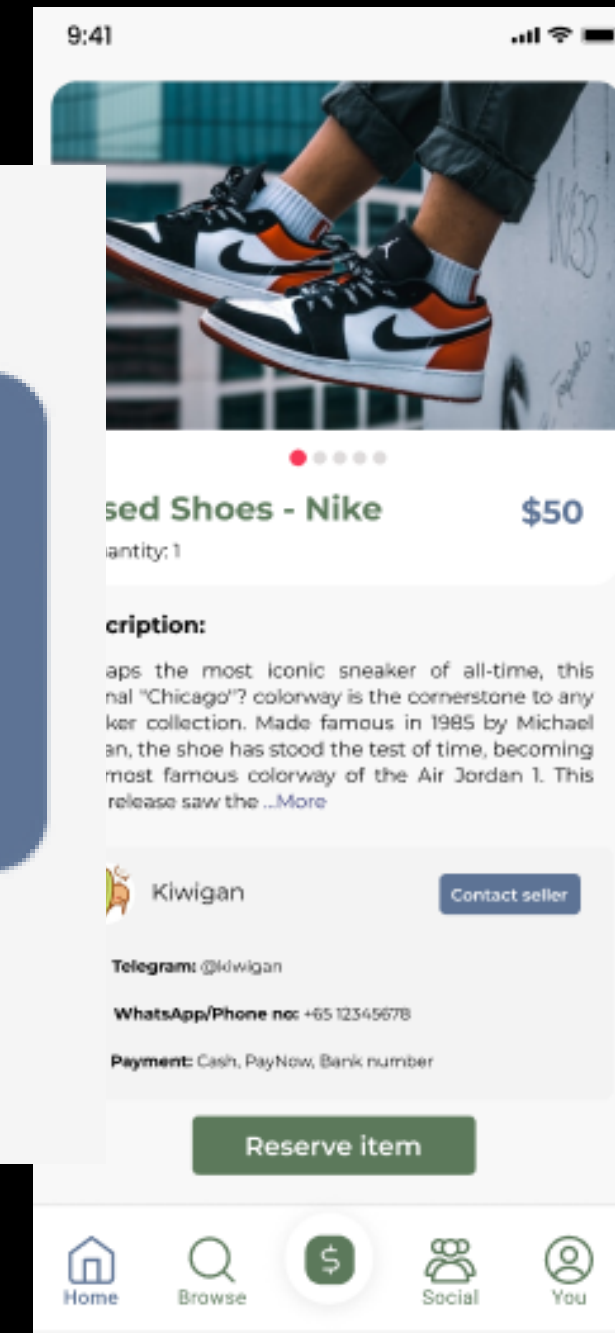 9:41
sed Shoes - Nike
$50
antity: 1
cription:
aps the most iconic sneaker of all-time, this
nal "Chicago"? colorway is the cornerstone to any
ker collection. Made famous in 1985 by Michael
an, the shoe has stood the test of time, becoming
most famous colorway of the Air Jordan 1. This
release saw the ...More
Kiwigan
Contact seller
Telegram: @kiwigan
WhatsApp/Phone no: +65 12345678
Payment: Cash, PayNow, Bank number
Reserve item
$
Home
Browse
Social
You